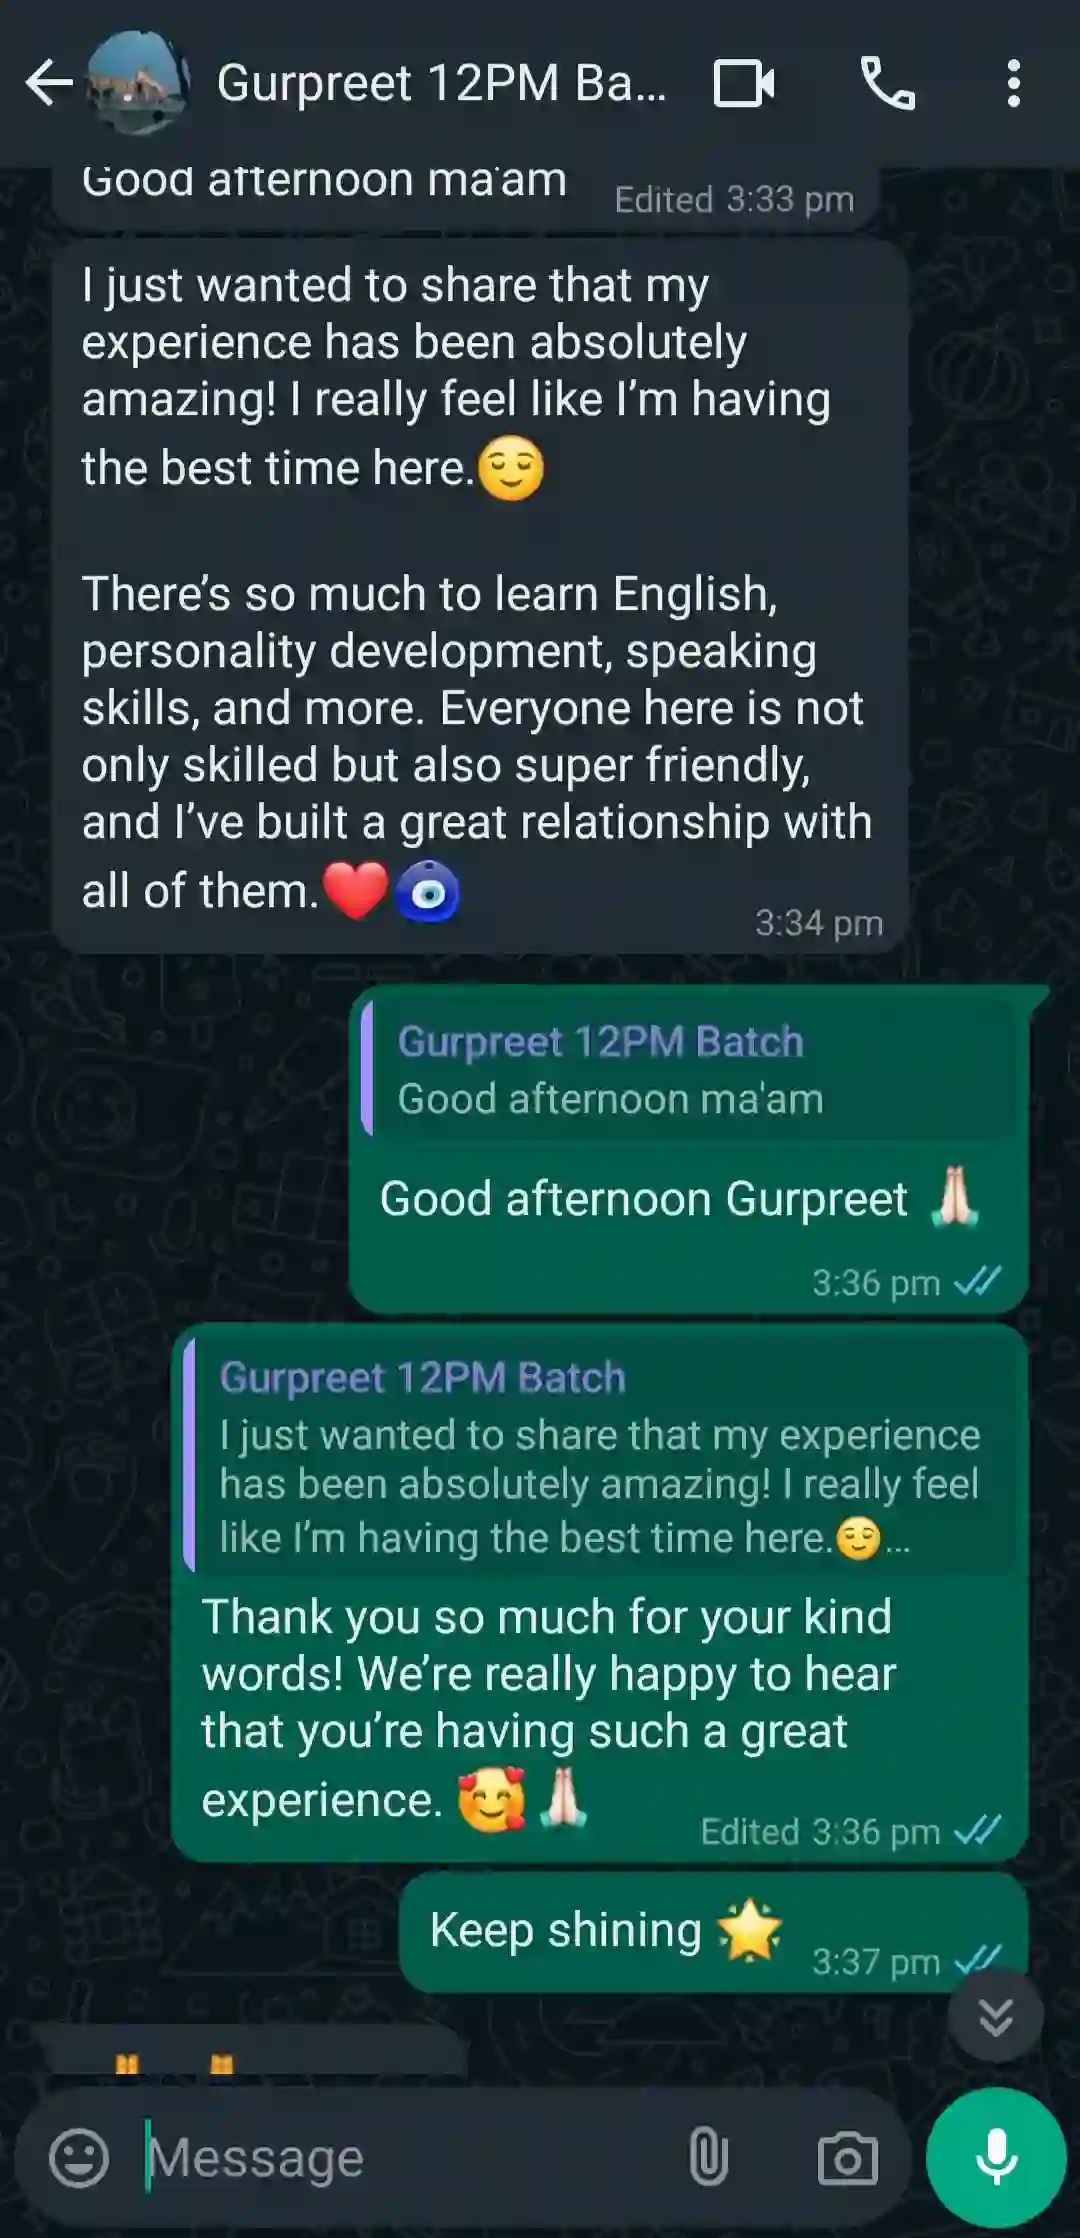 Gurpreet 12PM Ba...
Good afternoon ma'am
Edited 3:33 pm
I just wanted to share that my
experience has been absolutely
amazing! I really feel like I’m having
the best time here.😌
There’s so much to learn English,
personality development, speaking
skills, and more. Everyone here is not
only skilled but also super friendly,
and I’ve built a great relationship with
all of them.❤️🧿
3:34 pm
Gurpreet 12PM Batch
Good afternoon ma'am
Good afternoon Gurpreet 🙏🏻
3:36 pm
Gurpreet 12PM Batch
I just wanted to share that my experience
has been absolutely amazing! I really feel
like I’m having the best time here.😌...
Thank you so much for your kind
words! We’re really happy to hear
that you’re having such a great
experience. 🥰🙏🏻
Edited 3:36 pm
Keep shining 🌟
3:37 pm
Message